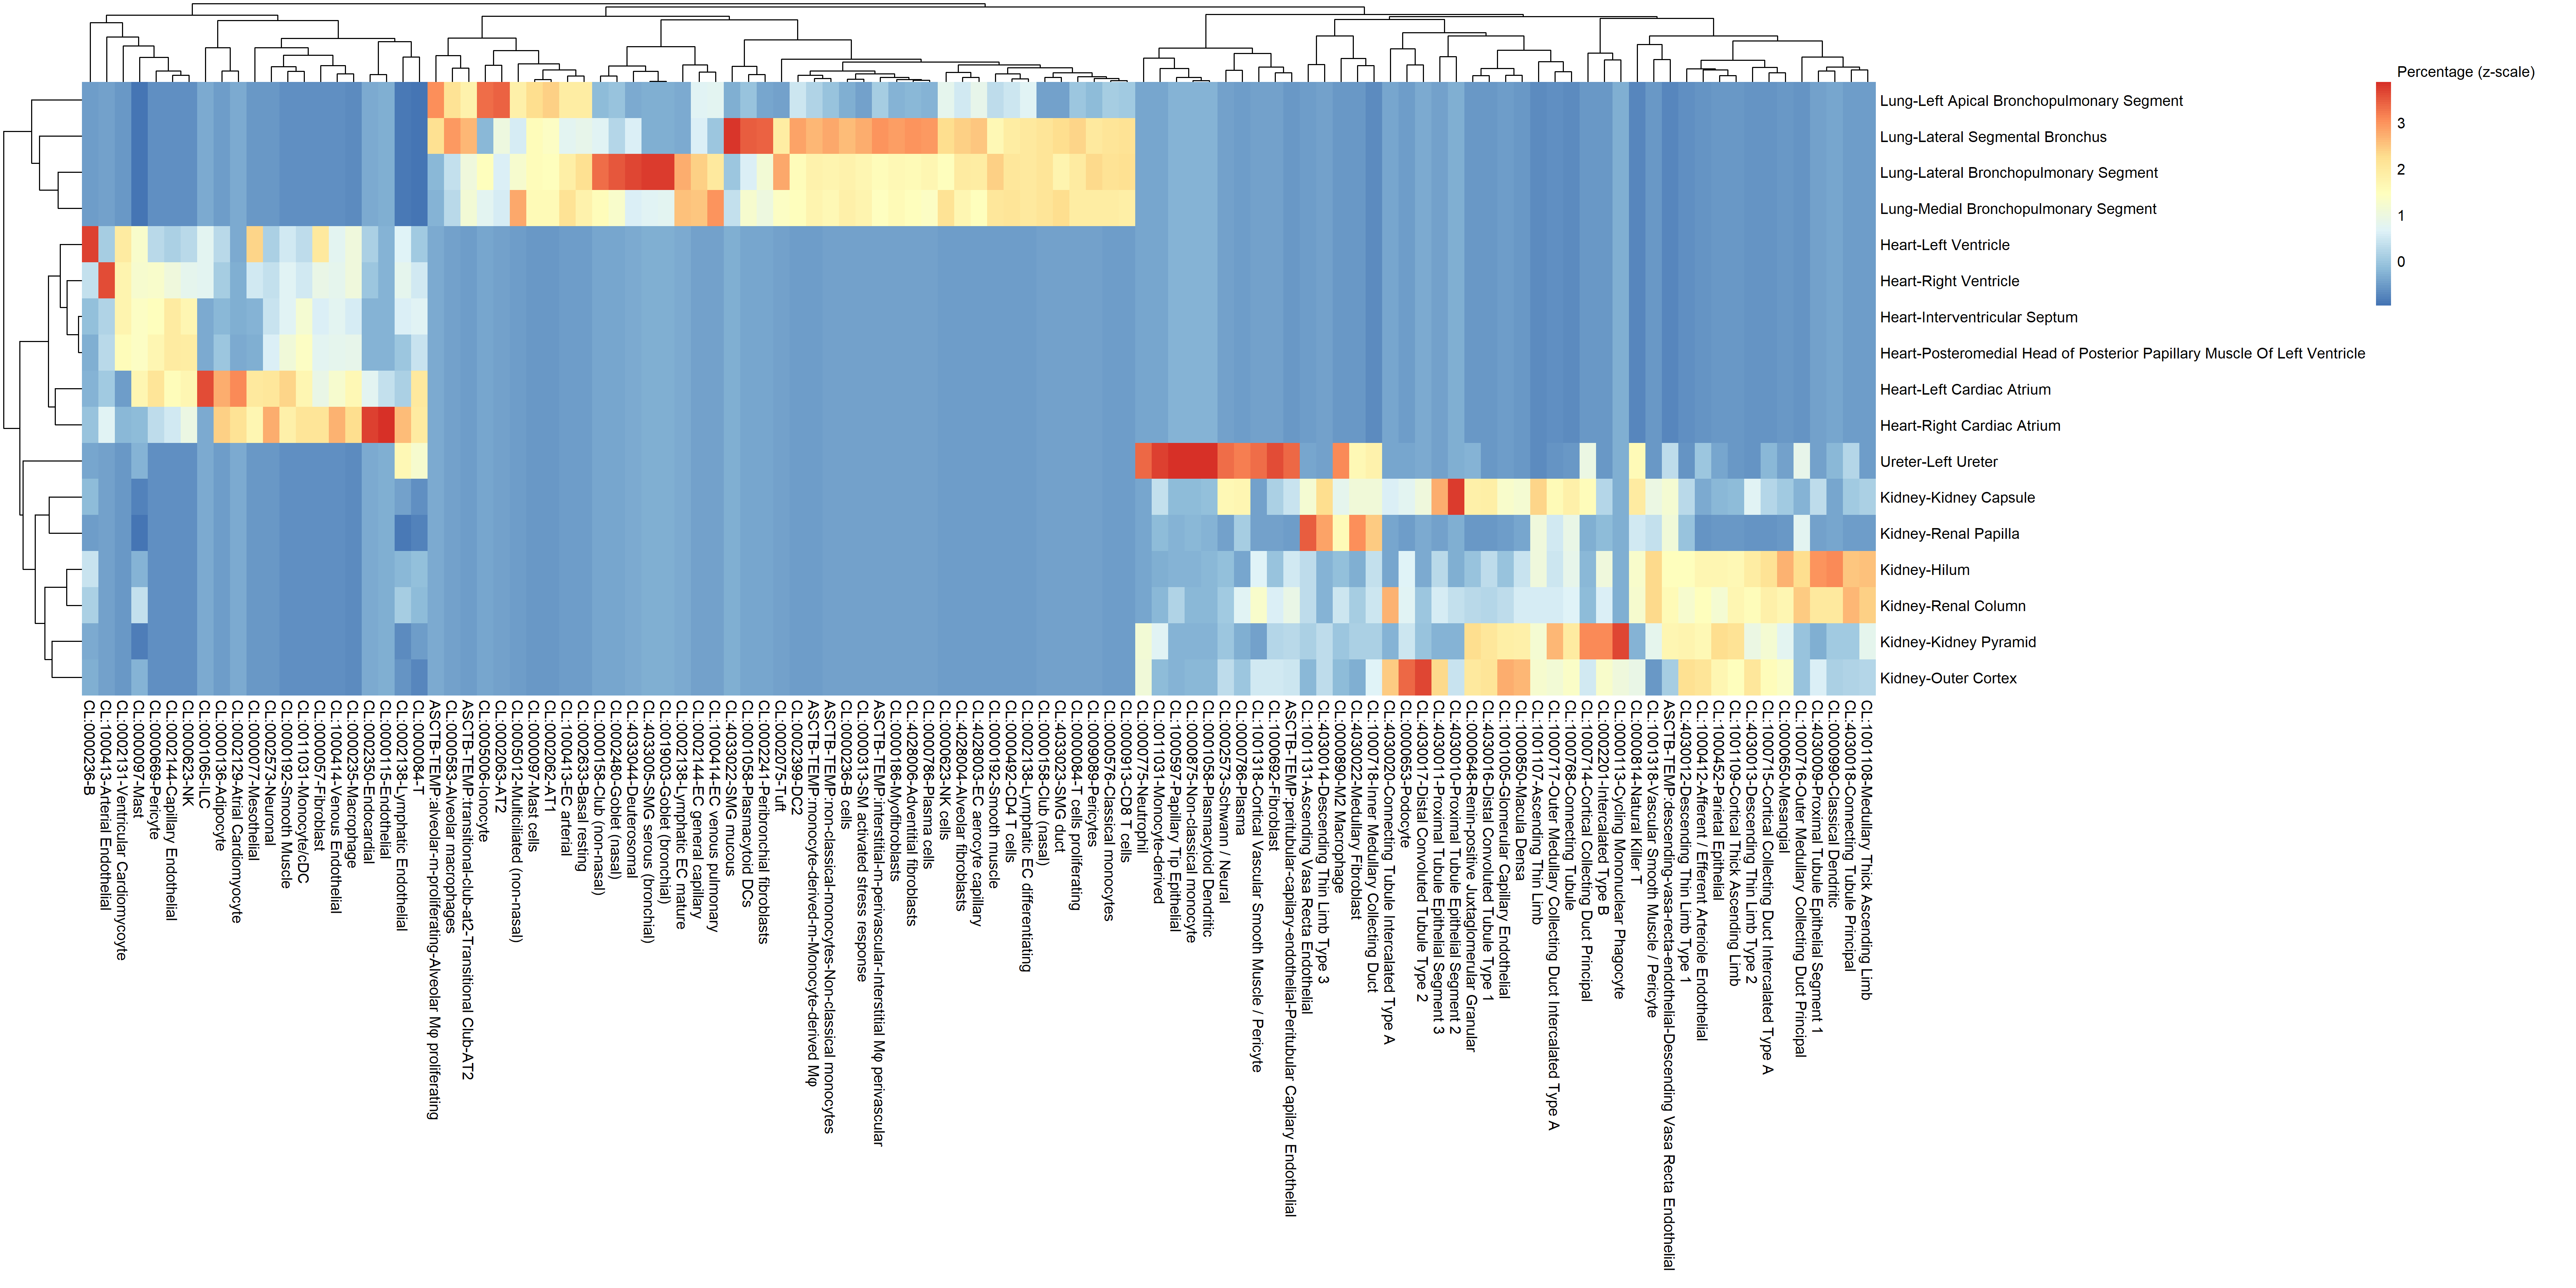 Percentage (z-scale)
3
2
1
0
Lung-Left Apical Bronchopulmonary Segment
Lung-Lateral Segmental Bronchus
Lung-Lateral Bronchopulmonary Segment
Lung-Medial Bronchopulmonary Segment
Heart-Left Ventricle
Heart-Right Ventricle
Heart-Interventricular Septum
Heart-Posteromedial Head of Posterior Papillary Muscle Of Left Ventricle
Heart-Left Cardiac Atrium
Heart-Right Cardiac Atrium
Ureter-Left Ureter
Kidney-Kidney Capsule
Kidney-Renal Papilla
Kidney-Hilum
Kidney-Renal Column
Kidney-Kidney Pyramid
Kidney-Outer Cortex
CL:0000236-B
CL:1000413-Arterial Endothelial
CL:0002131-Ventricular Cardiomycoyte
CL:0000097-Mast
CL:0000669-Pericyte
CL:0002144-Capillary Endothelial
CL:0000623-NK
CL:0001065-ILC
CL:0000136-Adipocyte
CL:0002129-Atrial Cardiomyocyte
CL:0000077-Mesothelial
CL:0002573-Neuronal
CL:0000192-Smooth Muscle
CL:0011031-Monocyte/cDC
CL:0000057-Fibroblast
CL:1000414-Venous Endothelial
CL:0000235-Macrophage
CL:0002350-Endocardial
CL:0000115-Endothelial
CL:0002138-Lymphatic Endothelial
CL:0000084-T
ASCTB-TEMP:alveolar-m-proliferating-Alveolar Mφ proliferating
CL:0000583-Alveolar macrophages
ASCTB-TEMP:transitional-club-at2-Transitional Club-AT2
CL:0005006-Ionocyte
CL:0002063-AT2
CL:0005012-Multiciliated (non-nasal)
CL:0000097-Mast cells
CL:0002062-AT1
CL:1000413-EC arterial
CL:0002633-Basal resting
CL:0000158-Club (non-nasal)
CL:0002480-Goblet (nasal)
CL:4033044-Deuterosomal
CL:4033005-SMG serous (bronchial)
CL:0019003-Goblet (bronchial)
CL:0002138-Lymphatic EC mature
CL:0002144-EC general capillary
CL:1000414-EC venous pulmonary
CL:4033022-SMG mucous
CL:0001058-Plasmacytoid DCs
CL:0002241-Peribronchial fibroblasts
CL:0002075-Tuft
CL:0002399-DC2
ASCTB-TEMP:monocyte-derived-m-Monocyte-derived Mφ
ASCTB-TEMP:non-classical-monocytes-Non-classical monocytes
CL:0000236-B cells
CL:0000313-SM activated stress response
ASCTB-TEMP:interstitial-m-perivascular-Interstitial Mφ perivascular
CL:0000186-Myofibroblasts
CL:4028006-Adventitial fibroblasts
CL:0000786-Plasma cells
CL:0000623-NK cells
CL:4028004-Alveolar fibroblasts
CL:4028003-EC aerocyte capillary
CL:0000192-Smooth muscle
CL:0000492-CD4 T cells
CL:0002138-Lymphatic EC differentiating
CL:0000158-Club (nasal)
CL:4033023-SMG duct
CL:0000084-T cells proliferating
CL:0009089-Pericytes
CL:0000576-Classical monocytes
CL:0000913-CD8 T cells
CL:0000775-Neutrophil
CL:0011031-Monocyte-derived
CL:1000597-Papillary Tip Epithelial
CL:0000875-Non-classical monocyte
CL:0001058-Plasmacytoid Dendritic
CL:0002573-Schwann / Neural
CL:0000786-Plasma
CL:1001318-Cortical Vascular Smooth Muscle / Pericyte
CL:1000692-Fibroblast
ASCTB-TEMP:peritubular-capilary-endothelial-Peritubular Capilary Endothelial
CL:1001131-Ascending Vasa Recta Endothelial
CL:4030014-Descending Thin Limb Type 3
CL:0000890-M2 Macrophage
CL:4030022-Medullary Fibroblast
CL:1000718-Inner Medullary Collecting Duct
CL:4030020-Connecting Tubule Intercalated Type A
CL:0000653-Podocyte
CL:4030017-Distal Convoluted Tubule Type 2
CL:4030011-Proximal Tubule Epithelial Segment 3
CL:4030010-Proximal Tubule Epithelial Segment 2
CL:0000648-Renin-positive Juxtaglomerular Granular
CL:4030016-Distal Convoluted Tubule Type 1
CL:1001005-Glomerular Capillary Endothelial
CL:1000850-Macula Densa
CL:1001107-Ascending Thin Limb
CL:1000717-Outer Medullary Collecting Duct Intercalated Type A
CL:1000768-Connecting Tubule
CL:1000714-Cortical Collecting Duct Principal
CL:0002201-Intercalated Type B
CL:0000113-Cycling Mononuclear Phagocyte
CL:0000814-Natural Killer T
CL:1001318-Vascular Smooth Muscle / Pericyte
ASCTB-TEMP:descending-vasa-recta-endothelial-Descending Vasa Recta Endothelial
CL:4030012-Descending Thin Limb Type 1
CL:1000412-Afferent / Efferent Arteriole Endothelial
CL:1000452-Parietal Epithelial
CL:1001109-Cortical Thick Ascending Limb
CL:4030013-Descending Thin Limb Type 2
CL:1000715-Cortical Collecting Duct Intercalated Type A
CL:0000650-Mesangial
CL:1000716-Outer Medullary Collecting Duct Principal
CL:4030009-Proximal Tubule Epithelial Segment 1
CL:0000990-Classical Dendritic
CL:4030018-Connecting Tubule Principal
CL:1001108-Medullary Thick Ascending Limb